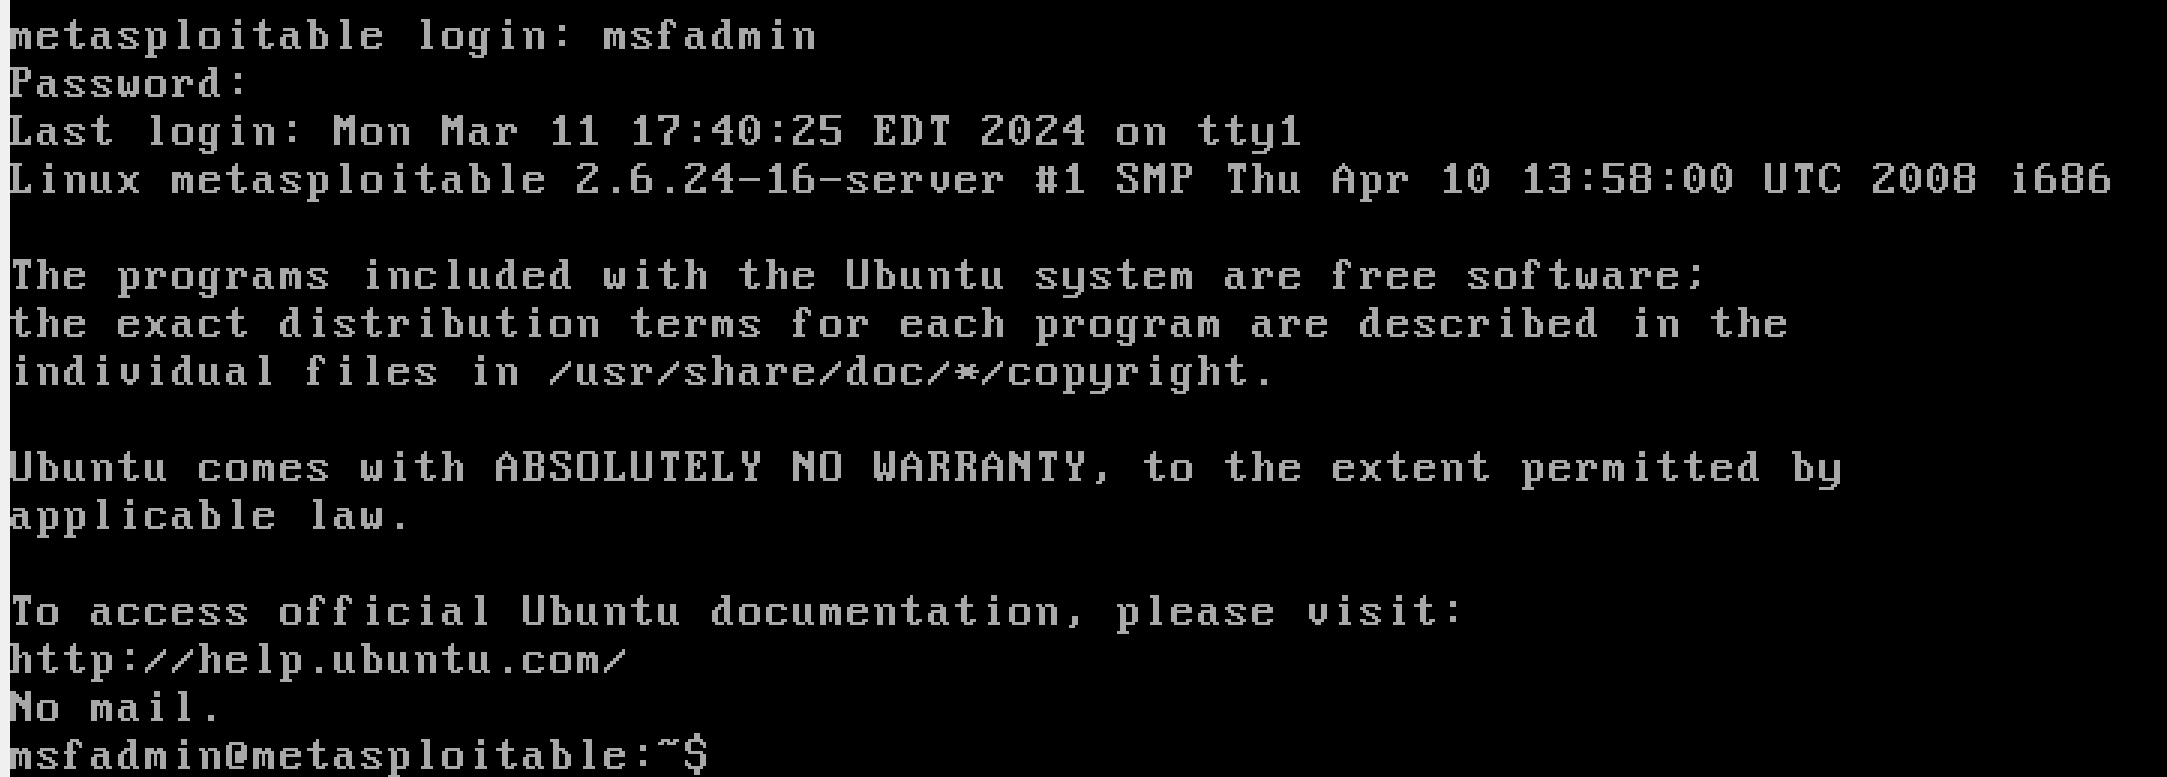 metasploitable login: msfadmin
Password:
Last login: Mon Mar 11 17:40:25 EDT 2024 on tty1
Linux metasploitable 2.6.24-16-server #1 SMP Thu Apr 10 13:58:00 UTC 2008 i686
The programs included with the Ubuntu system are free software;
the exact distribution terms for each program are described in the
individual files in /usr/share/doc/*/copyright.
Ubuntu comes with ABSOLUTELY NO WARRANTY, to the extent permitted by
applicable law.
To access official Ubuntu documentation, please visit:
http://help.ubuntu.com/
No mail.
msfadmin@metasploitable:~$